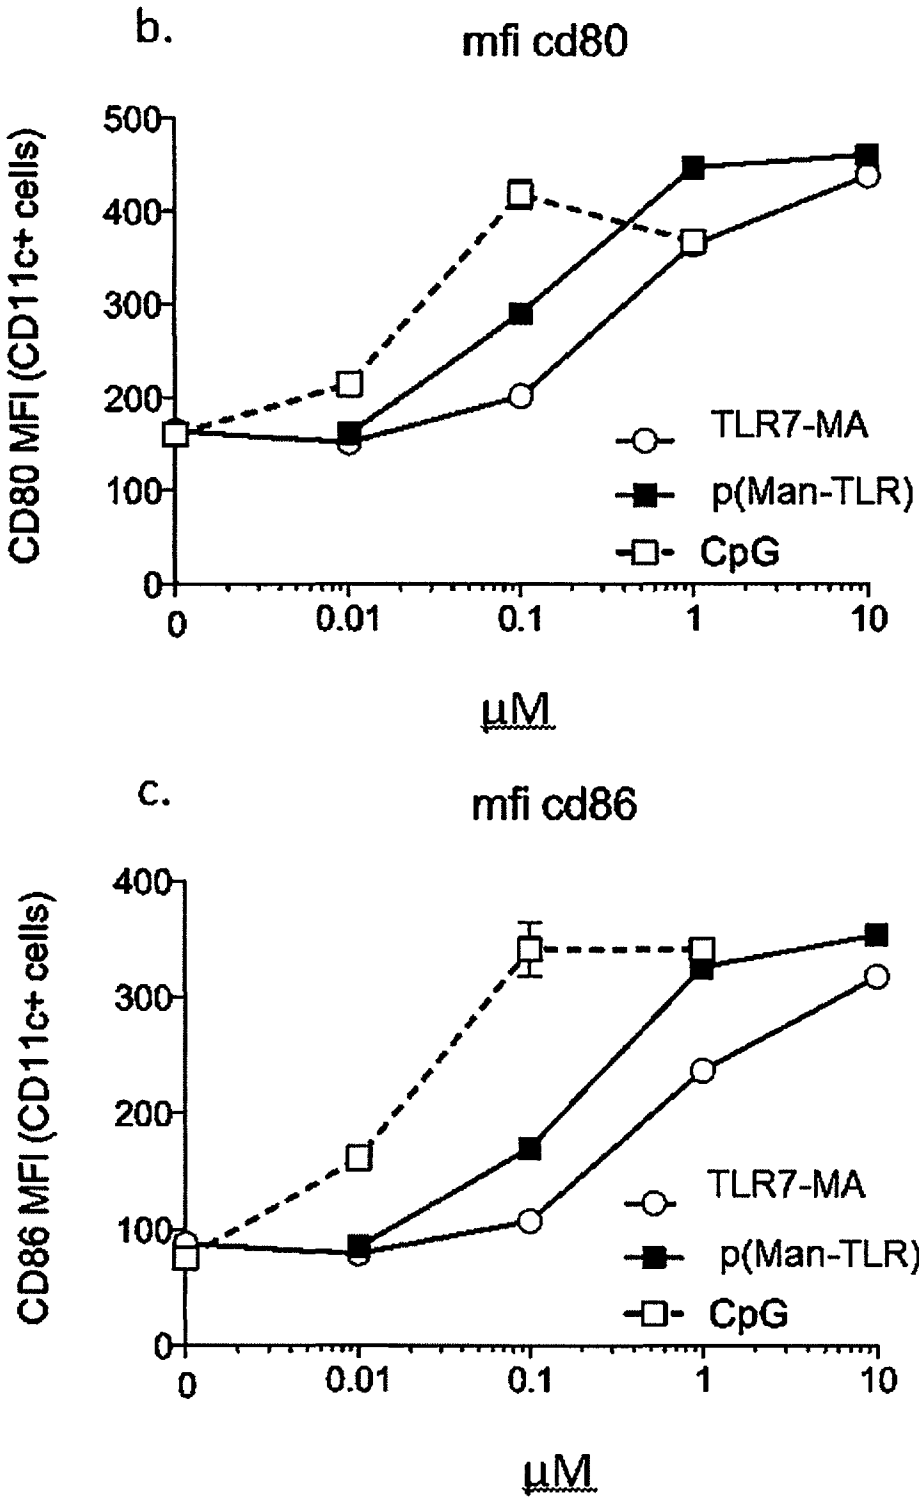 b.
mfi cd80
CD80 MFI (CD11c+ cells)
500
400
300
200
100
0
TLR7-MA
p(Man-TLR)
CpG
0 0.01 0.1 1 10
µM
c.
mfi cd86
CD86 MFI (CD11c+ cells)
400
300
200
100
0
TLR7-MA
p(Man-TLR)
CpG
0 0.01 0.1 1 10
µM